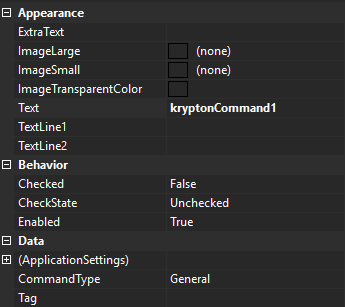 Appearance
ExtraText
ImageLarge (none)
ImageSmall (none)
ImageTransparentColor
Text kryptonCommand1
TextLine1
TextLine2
Behavior
Checked False
CheckState Unchecked
Enabled True
Data
(ApplicationSettings)
CommandType General
Tag